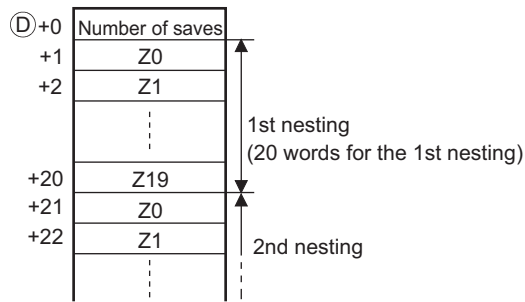 Ⓓ+0 Number of saves
+1 Z0
+2 Z1
1st nesting
(20 words for the 1st nesting)
+20 Z19
+21 Z0
+22 Z1
2nd nesting